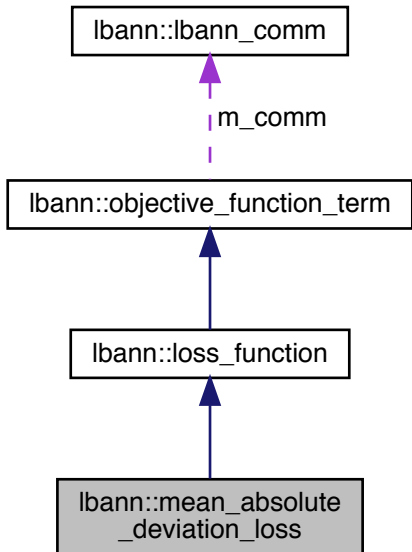 lbann::lbann_comm
m_comm
lbann::objective_function_term
lbann::loss_function
lbann::mean_absolute
_deviation_loss